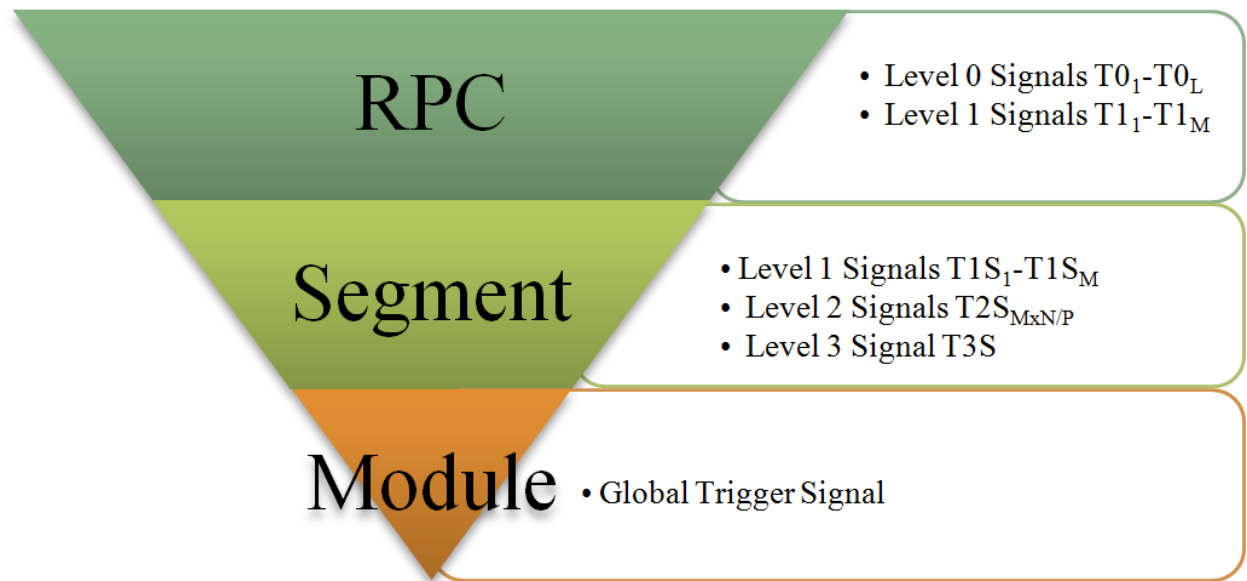 RPC
• Level 0 Signals T0₁-T0L
• Level 1 Signals T1₁-T1M
Segment
• Level 1 Signals T1S₁-T1SM
• Level 2 Signals T2SMxN/P
• Level 3 Signal T3S
Module
• Global Trigger Signal